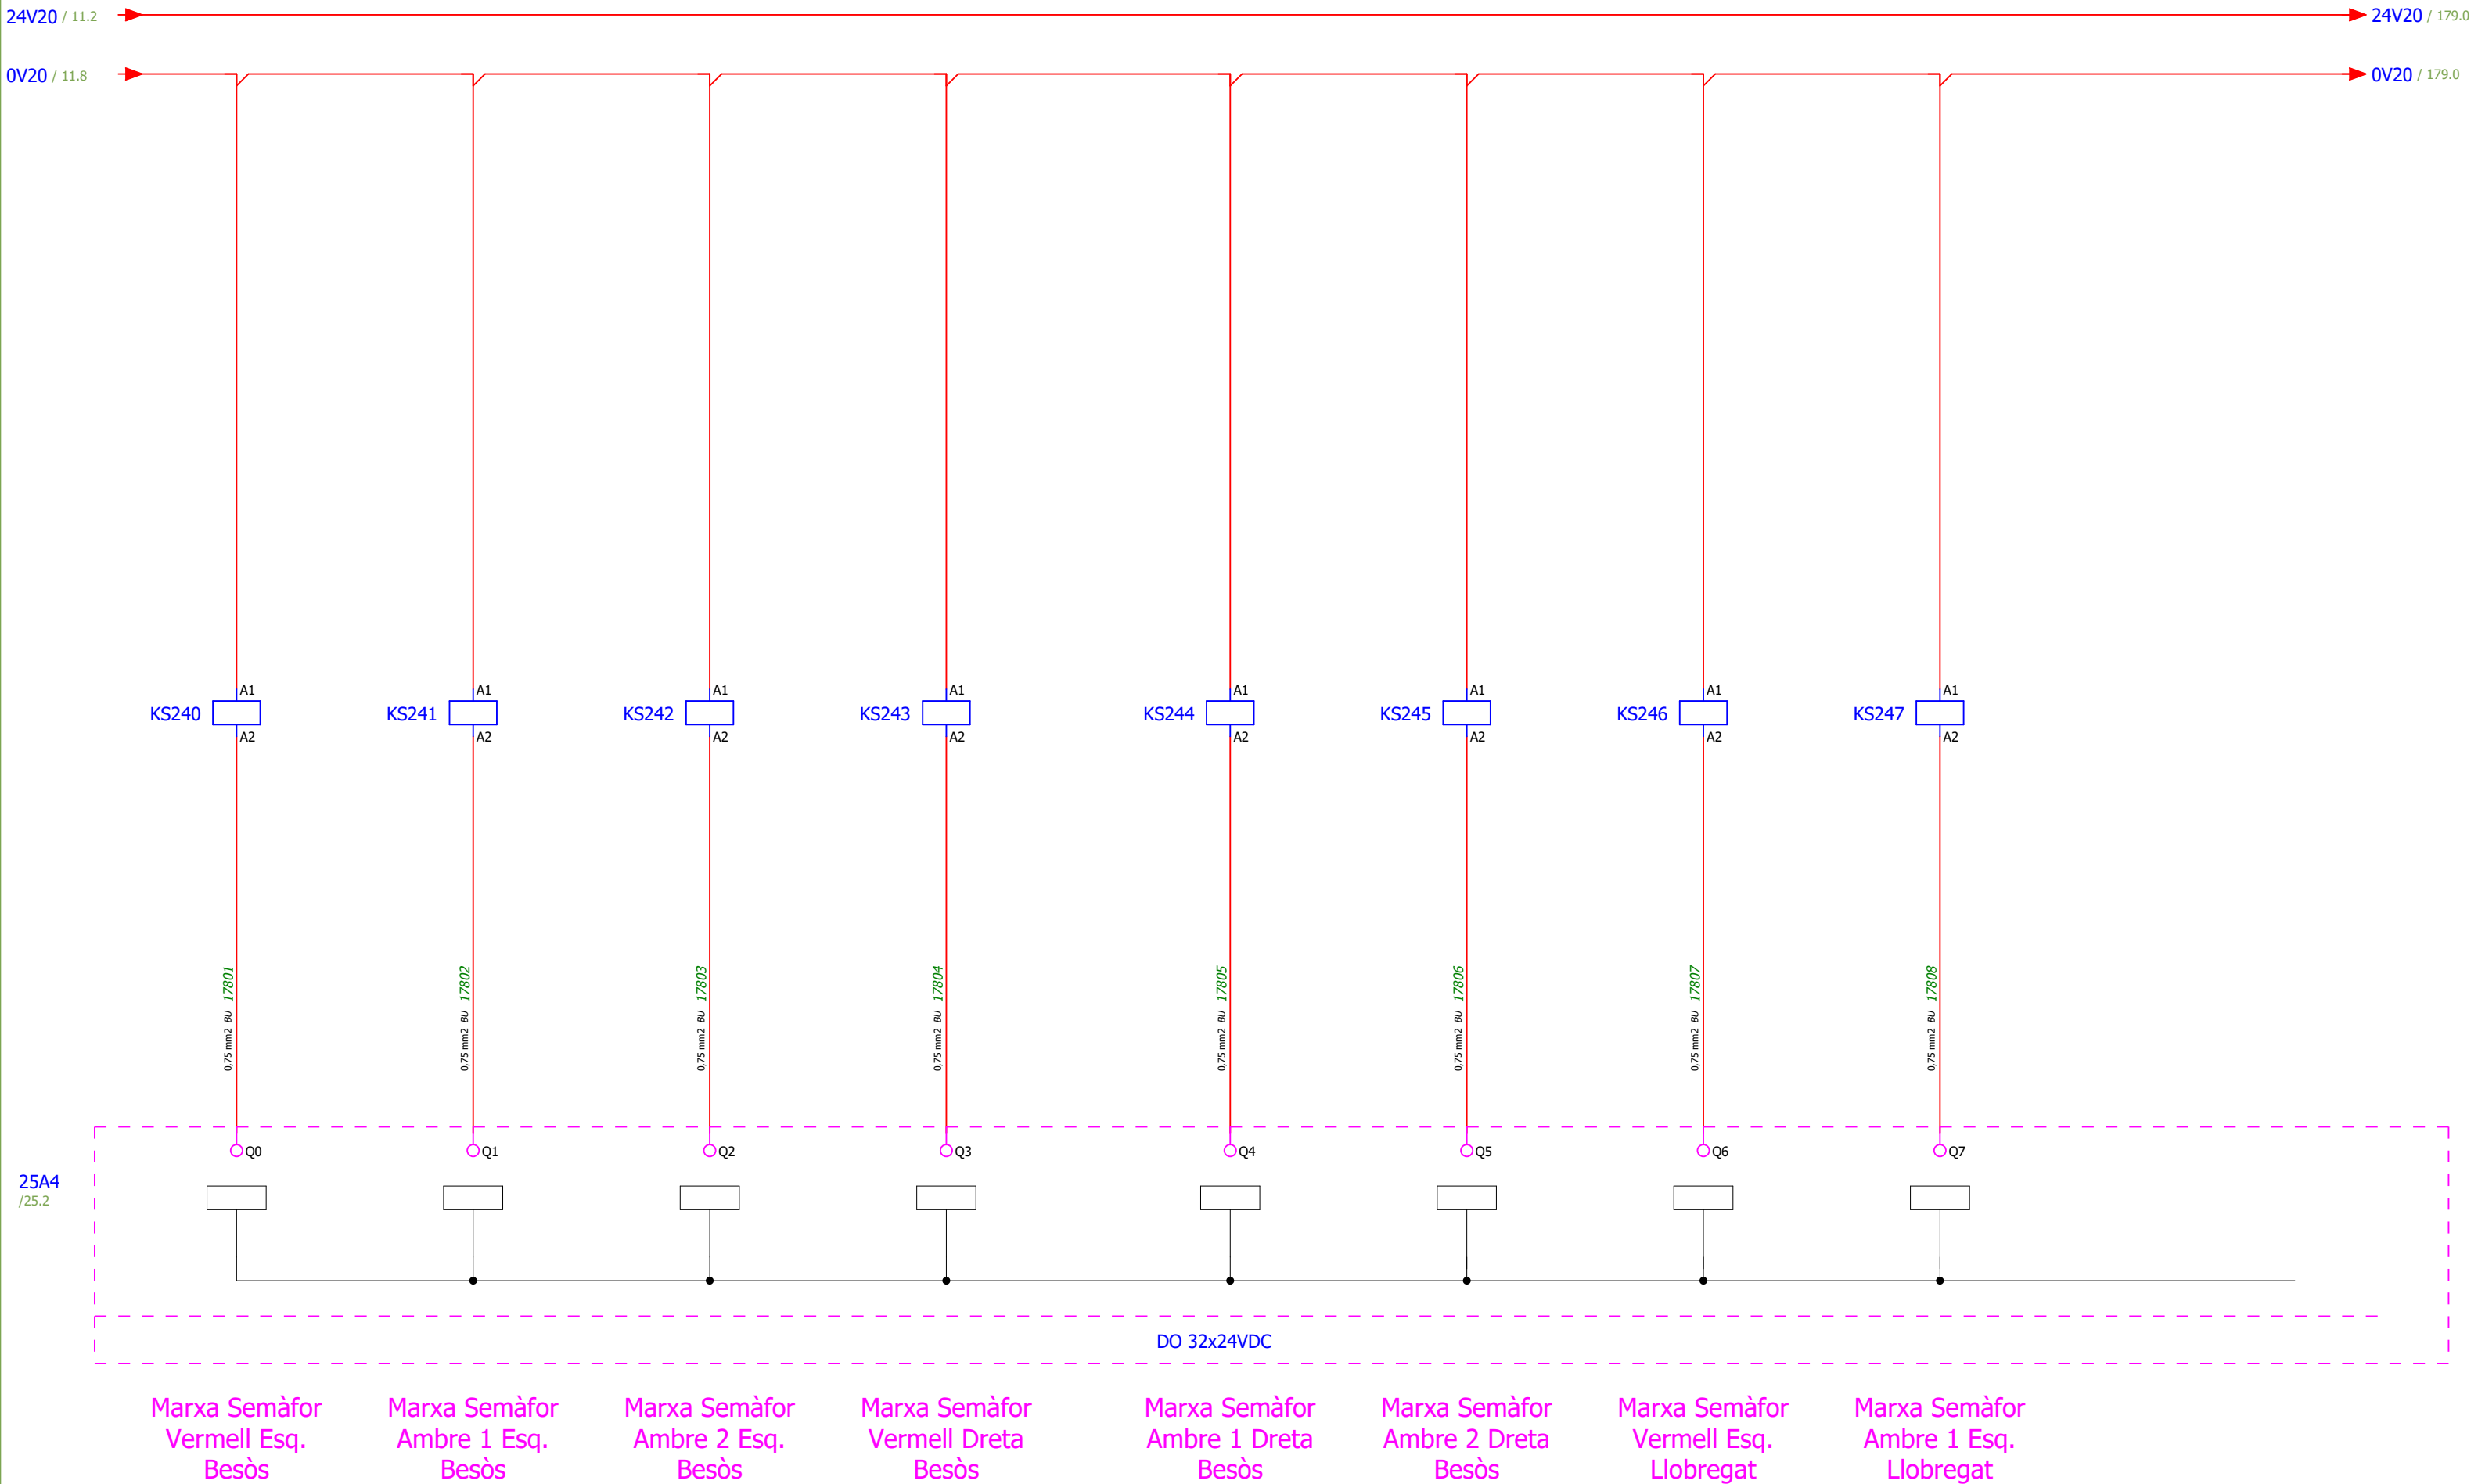 24V20 / 11.2
24V20 / 179.0
0V20 / 11.8
0V20 / 179.0
KS240 A1 A2
KS241 A1 A2
KS242 A1 A2
KS243 A1 A2
KS244 A1 A2
KS245 A1 A2
KS246 A1 A2
KS247 A1 A2
0,75 mm2 BU 17801
0,75 mm2 BU 17802
0,75 mm2 BU 17803
0,75 mm2 BU 17804
0,75 mm2 BU 17805
0,75 mm2 BU 17806
0,75 mm2 BU 17807
0,75 mm2 BU 17808
Q0 Q1 Q2 Q3 Q4 Q5 Q6 Q7
25A4
/25.2
DO 32x24VDC
Marxa Semàfor
Vermell Esq.
Besòs
Marxa Semàfor
Ambre 1 Esq.
Besòs
Marxa Semàfor
Ambre 2 Esq.
Besòs
Marxa Semàfor
Vermell Dreta
Besòs
Marxa Semàfor
Ambre 1 Dreta
Besòs
Marxa Semàfor
Ambre 2 Dreta
Besòs
Marxa Semàfor
Vermell Esq.
Llobregat
Marxa Semàfor
Ambre 1 Esq.
Llobregat